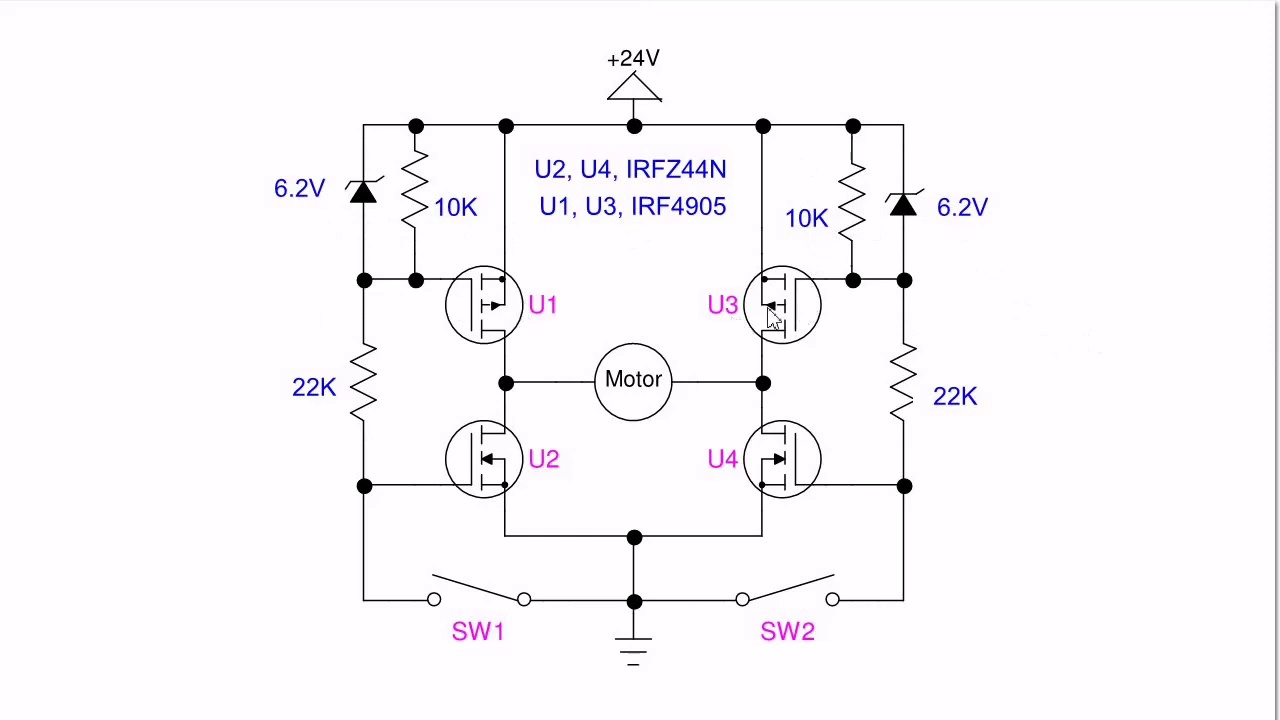 +24V
U2, U4, IRFZ44N
6.2V
10K
U1, U3, IRF4905
10K
6.2V
U1
U3
22K
Motor
22K
U2
U4
SW1
SW2